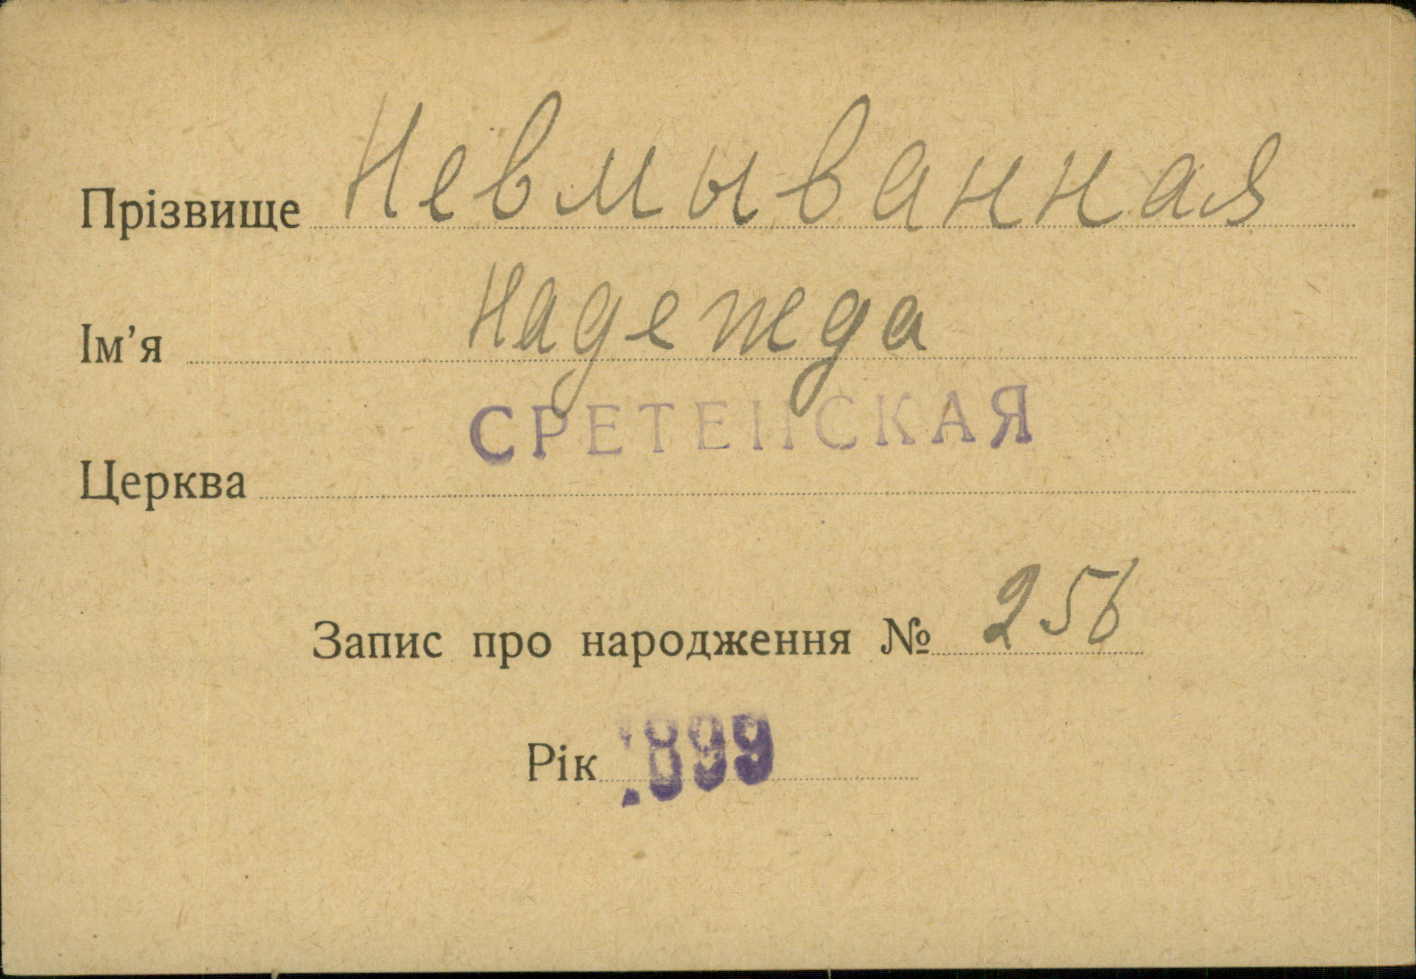 Прізвище Невмыванная
Ім’я Надежда
Церква СРЕТЕНСКАЯ
Запис про народження № 256
Рік 1899